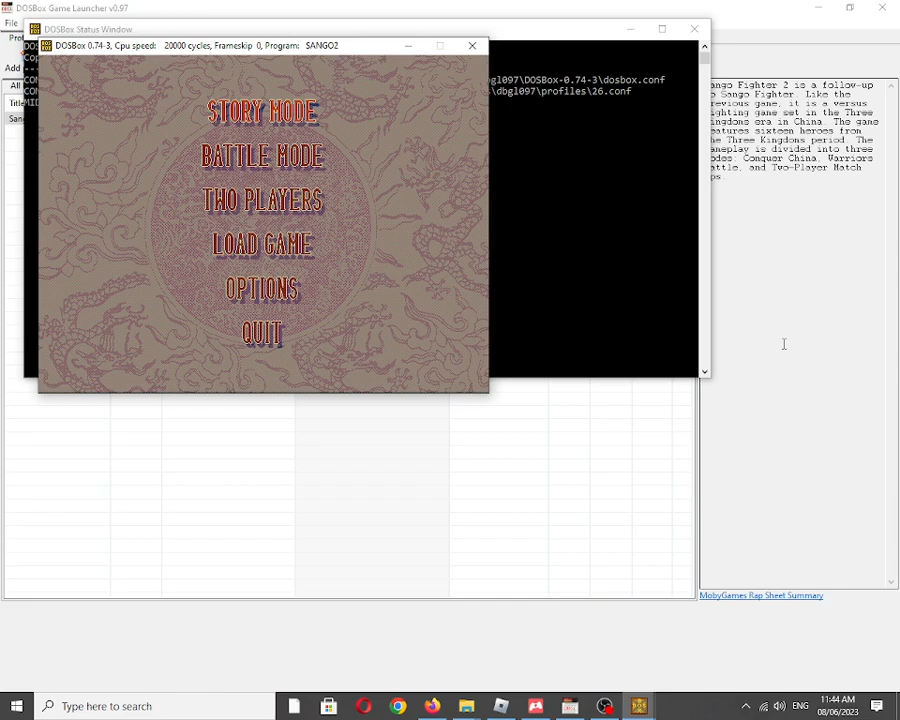 DOSBox Game Launcher v0.97
File
DOSBox Status Window
DOSBox 0.74-3, Cpu speed: 20000 cycles, Frameskip 0, Program: SANGO2
STORY MODE
BATTLE MODE
TWO PLAYERS
LOAD GAME
OPTIONS
QUIT
Add
All
gl097\DOSBox-0.74-3\dosbox.conf
\dbgl097\profiles\26.conf
ango Fighter 2 is a follow-up
o Sango Fighter. Like the
revious game, it is a versus
ighting game set in the Three
ingdoms era in China. The game
eatures sixteen heroes from
he Three Kingdoms period. The
ameplay is divided into three
odes: Conquer China, Warriors
attle, and Two-Player Match
ps.
MobyGames Rap Sheet Summary
Type here to search
ENG
11:44 AM
08/06/2023